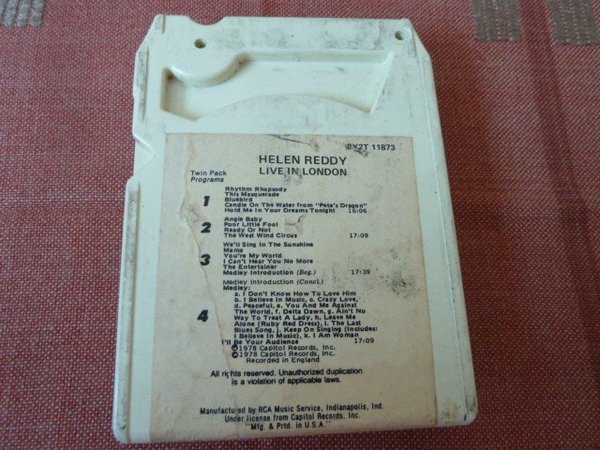 8X2T 11873
HELEN REDDY
LIVE IN LONDON
Twin Pack
Programs
1
Rhythm Rhapsody
This Masquerade
Bluebird
Candle On The Water from "Pete's Dragon"
Hold Me In Your Dreams Tonight 16:06
2
Angie Baby
Poor Little Fool
Ready Or Not
The West Wind Circus 17:09
3
We'll Sing In The Sunshine
Mama
You're My World
I Can't Hear You No More
The Entertainer
Medley Introduction (Beg.) 17:39
4
Medley Introduction (Concl.)
Medley:
a. I Don't Know How To Love Him
b. I Believe In Music, c. Crazy Love,
d. Peaceful, e. You And Me Against
The World, f. Delta Dawn, g. Ain't No
Way To Treat A Lady, h. Leave Me
Alone (Ruby Red Dress), i. The Last
Blues Song, j. Keep On Singing (Includes:
I Believe In Music), k. I Am Woman
I'll Be Your Audience 17:09
Ⓟ1978 Capitol Records, Inc.
©1978 Capitol Records, Inc.
Recorded in England
All rights reserved. Unauthorized duplication
is a violation of applicable laws.
Manufactured by RCA Music Service, Indianapolis, Ind.
Under license from Capitol Records, Inc.
"Mfg. & Prtd. in U.S.A."